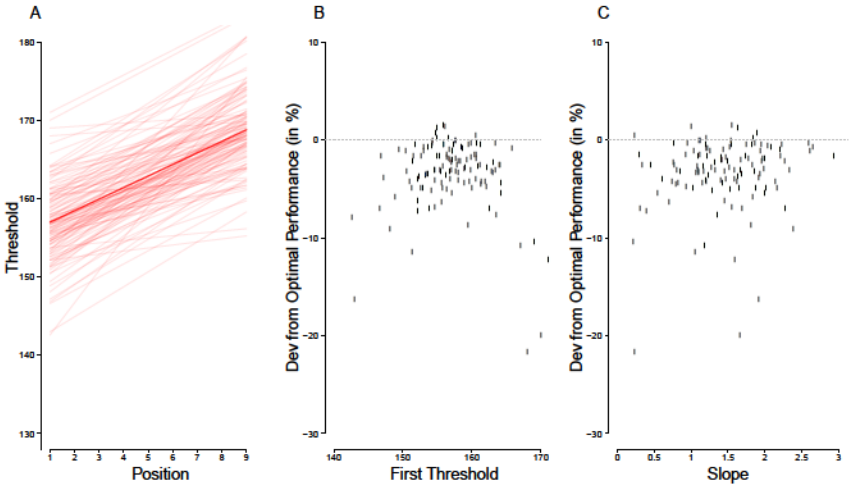 A
B
C
180
170
160
150
140
130
Threshold
1 2 3 4 5 6 7 8 9
Position
10
0
−10
−20
−30
Dev from Optimal Performance (in %)
140 150 160 170
First Threshold
10
0
−10
−20
−30
Dev from Optimal Performance (in %)
0 0.5 1 1.5 2 2.5 3
Slope